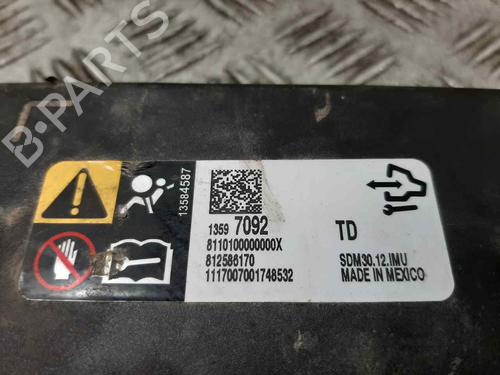 B-PARTS
13584587
1359 7092
8110100000000X
812586170
1117007001748532
TD
SDM30.12.IMU
MADE IN MEXICO